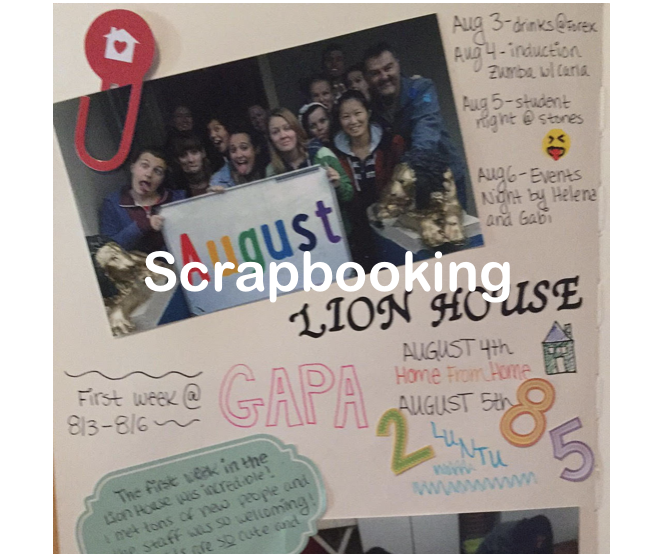 Aug 3-drinks@Forex
Aug 4-induction
Zumba w/Carla
Aug 5-student
night @ stones
Aug 6-Events
Night by Helena
and Gabi
August
Scrapbooking
LION HOUSE
AUGUST 4th
Home From Home
AUGUST 5th
First week @
8/3-8/6
GAPA
2
8
5
LUNTU
The first week in the
Lion House was incredible!
I met tons of new people and
the staff was so welcoming!
are so cute and